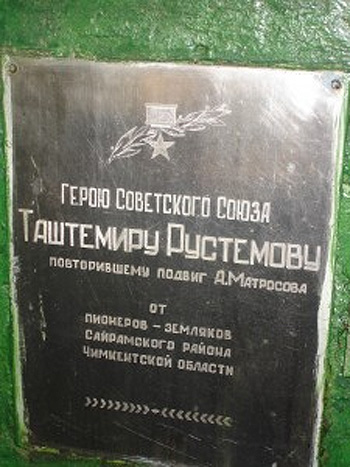 Герою Советского Союза
Таштемиру Рустемову
повторившему подвиг Д.Матросова
от
пионеров – земляков
Сайрамского района
Чимкентской области